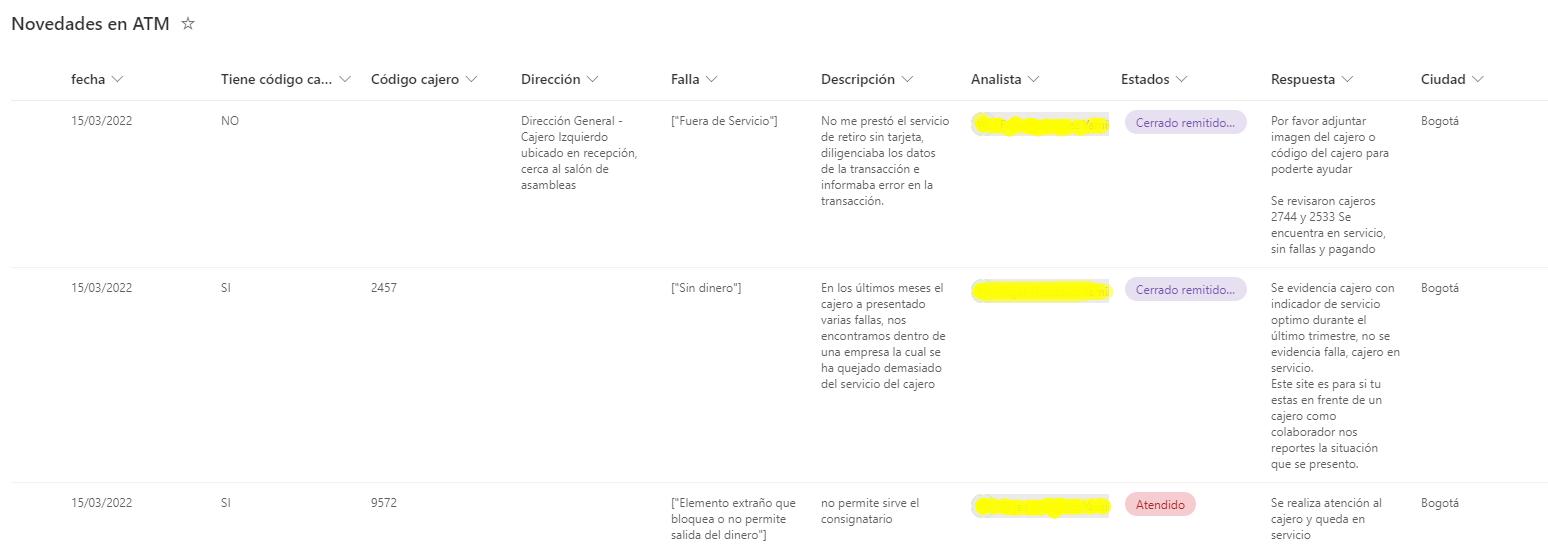 Novedades en ATM
fecha
Tiene código ca...
Código cajero
Dirección
Falla
Descripción
Analista
Estados
Respuesta
Ciudad
15/03/2022
NO
Dirección General -
Cajero Izquierdo
ubicado en recepción,
cerca al salón de
asambleas
["Fuera de Servicio"]
No me prestó el servicio
de retiro sin tarjeta,
diligenciaba los datos
de la transacción e
informaba error en la
transacción.
Cerrado remitido...
Por favor adjuntar
imagen del cajero o
código del cajero para
poderte ayudar
Se revisaron cajeros
2744 y 2533 Se
encuentra en servicio,
sin fallas y pagando
Bogotá
15/03/2022
SI
2457
["Sin dinero"]
En los últimos meses el
cajero a presentado
varias fallas, nos
encontramos dentro de
una empresa la cual se
ha quejado demasiado
del servicio del cajero
Cerrado remitido...
Se evidencia cajero con
indicador de servicio
optimo durante el
último trimestre, no se
evidencia falla, cajero en
servicio.
Este site es para si tu
estas en frente de un
cajero como
colaborador nos
reportes la situación
que se presento.
Bogotá
15/03/2022
SI
9572
["Elemento extraño que
bloquea o no permite
salida del dinero"]
no permite sirve el
consignatario
Atendido
Se realiza atención al
cajero y queda en
servicio
Bogotá